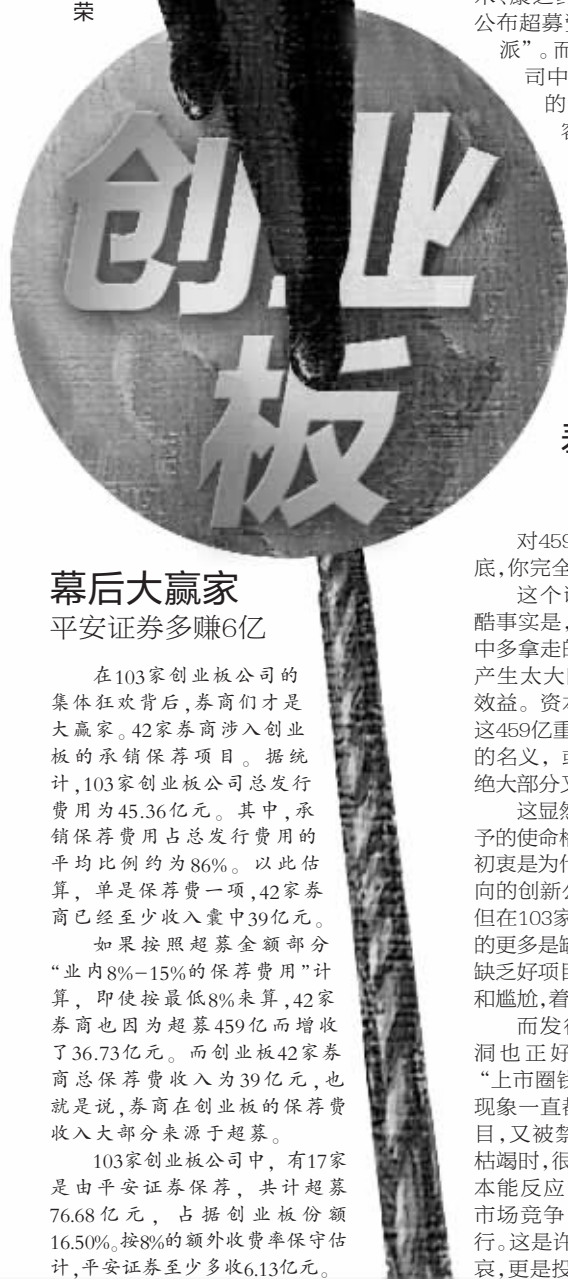 荣
创业
板
幕后大赢家
平安证券多赚6亿
在103家创业板公司的
集体狂欢背后,券商们才是
大赢家。42家券商涉入创业
板的承销保荐项目。据统
计,103家创业板公司总发行
费用为45.36亿元。其中,承
销保荐费用占总发行费用的
平均比例约为86%。以此估
算,单是保荐费一项,42家券
商已经至少收入囊中39亿元。
如果按照超募金额部分
“业内8%-15%的保荐费用”计
算,即使按最低8%来算,42家
券商也因为超募459亿而增收
了36.73亿元。而创业板42家券
商总保荐费收入为39亿元,也
就是说,券商在创业板的保荐费
收入大部分来源于超募。
103家创业板公司中,有17家
是由平安证券保荐,共计超募
76.68亿元,占据创业板份额
16.50%。按8%的额外收费率保守估
计,平安证券至少多收6.13亿元。
公布超募
派”。而
司中
的
对459
底,你完全
这个
酷事实是,
中多拿走的
产生太大
效益。资
这459亿重
的名义,
绝大部分又
这显然
予的使命
初衷是为
向的创新公
但在103家
的更多是缺
缺乏好项目
和尴尬,着
而发行
洞也正好
“上市圈钱
现象一直都
目,又被禁
枯竭时,很
本能反应
市场竞争
行。这是许
哀,更是投